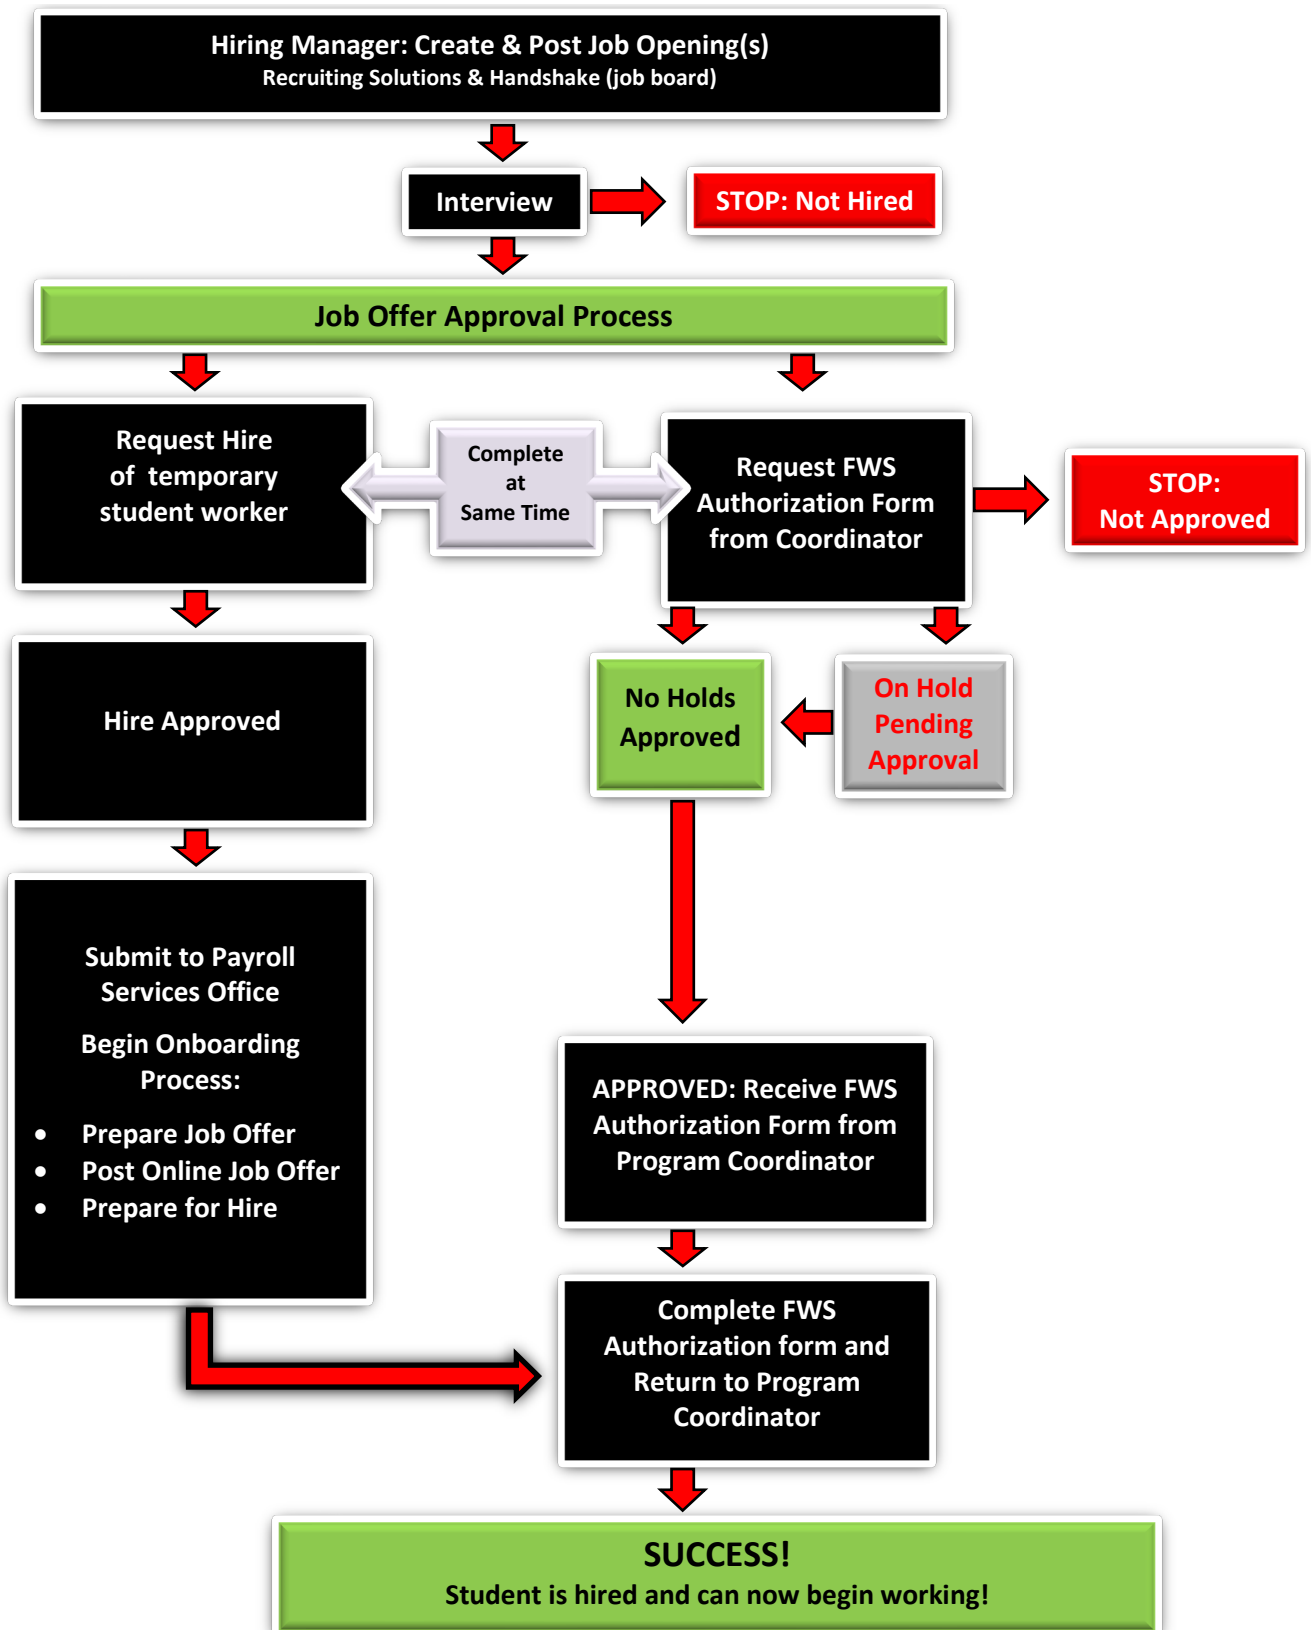 Hiring Manager: Create & Post Job Opening(s)
Recruiting Solutions & Handshake (job board)
Interview
STOP: Not Hired
Job Offer Approval Process
Request Hire
of temporary
student worker
Complete
at
Same Time
Request FWS
Authorization Form
from Coordinator
STOP:
Not Approved
Hire Approved
No Holds
Approved
On Hold
Pending
Approval
Submit to Payroll
Services Office
Begin Onboarding
Process:
• Prepare Job Offer
• Post Online Job Offer
• Prepare for Hire
APPROVED: Receive FWS
Authorization Form from
Program Coordinator
Complete FWS
Authorization form and
Return to Program
Coordinator
SUCCESS!
Student is hired and can now begin working!